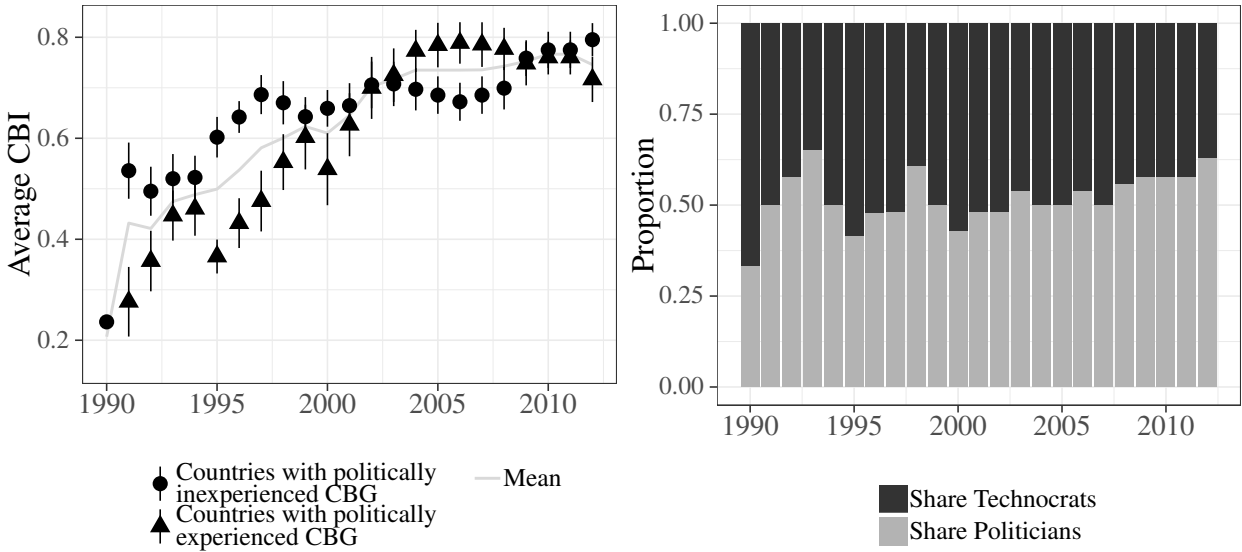 Average CBI
0.8
0.6
0.4
0.2
1990 1995 2000 2005 2010
Countries with politically
inexperienced CBG
Countries with politically
experienced CBG
Mean
Proportion
1.00
0.75
0.50
0.25
0.00
1990 1995 2000 2005 2010
Share Technocrats
Share Politicians